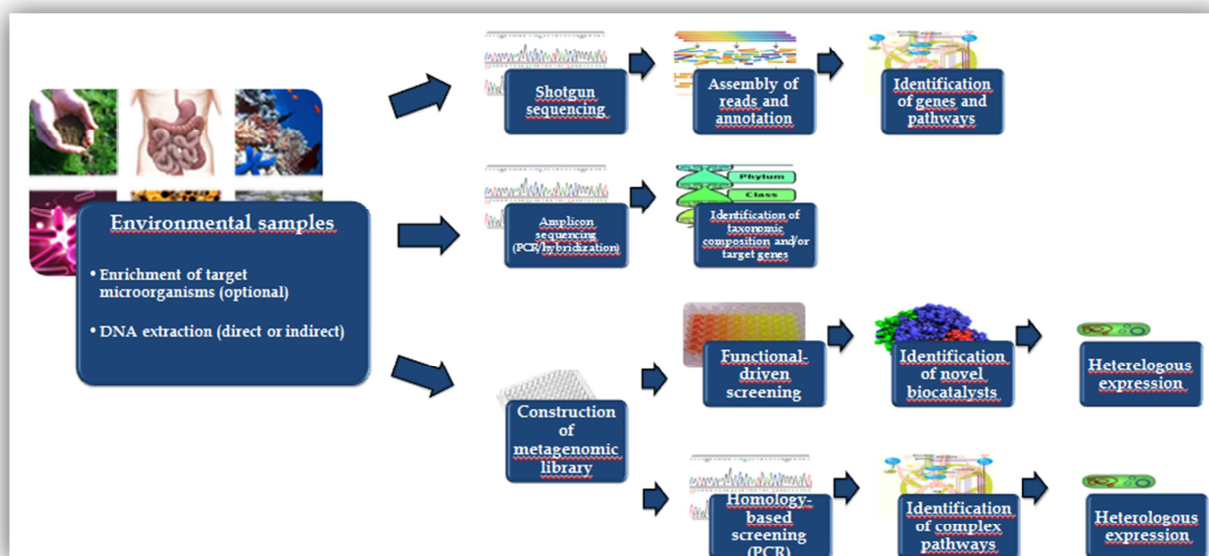 Environmental samples
• Enrichment of target
microorganisms (optional)
• DNA extraction (direct or indirect)
Shotgun
sequencing
Assembly of
reads and
annotation
Identification
of genes and
pathways
Amplicon
sequencing
(PCR/hybridization)
Phylum
Class
Identification of
taxonomic
composition and/or
target genes
Construction
of
metagenomic
library
Functional-
driven
screening
Identification
of novel
biocatalysts
Heterelogous
expression
Homology-
based
screening
(PCR)
Identification
of complex
pathways
Heterologous
expression